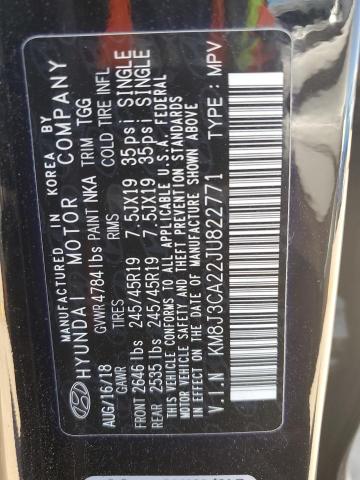 MANUFACTURED IN KOREA BY
HYUNDAI MOTOR COMPANY
AUG/16/18 GVWR 4784 lbs PAINT NKA TRIM TGG
GAWR RIMS COLD TIRE INFL
FRONT 2646 lbs 245/45R19 7.5JX19 35psi SINGLE
2535 lbs 245/45R19 7.5JX19 35psi SINGLE
THIS VEHICLE CONFORMS TO ALL APPLICABLE U.S.A. FEDERAL
MOTOR VEHICLE SAFETY AND THEFT PREVENTION STANDARDS
IN EFFECT ON THE DATE OF MANUFACTURE SHOWN ABOVE
V.I.N KM8J3CA22JU822771 TYPE : MPV